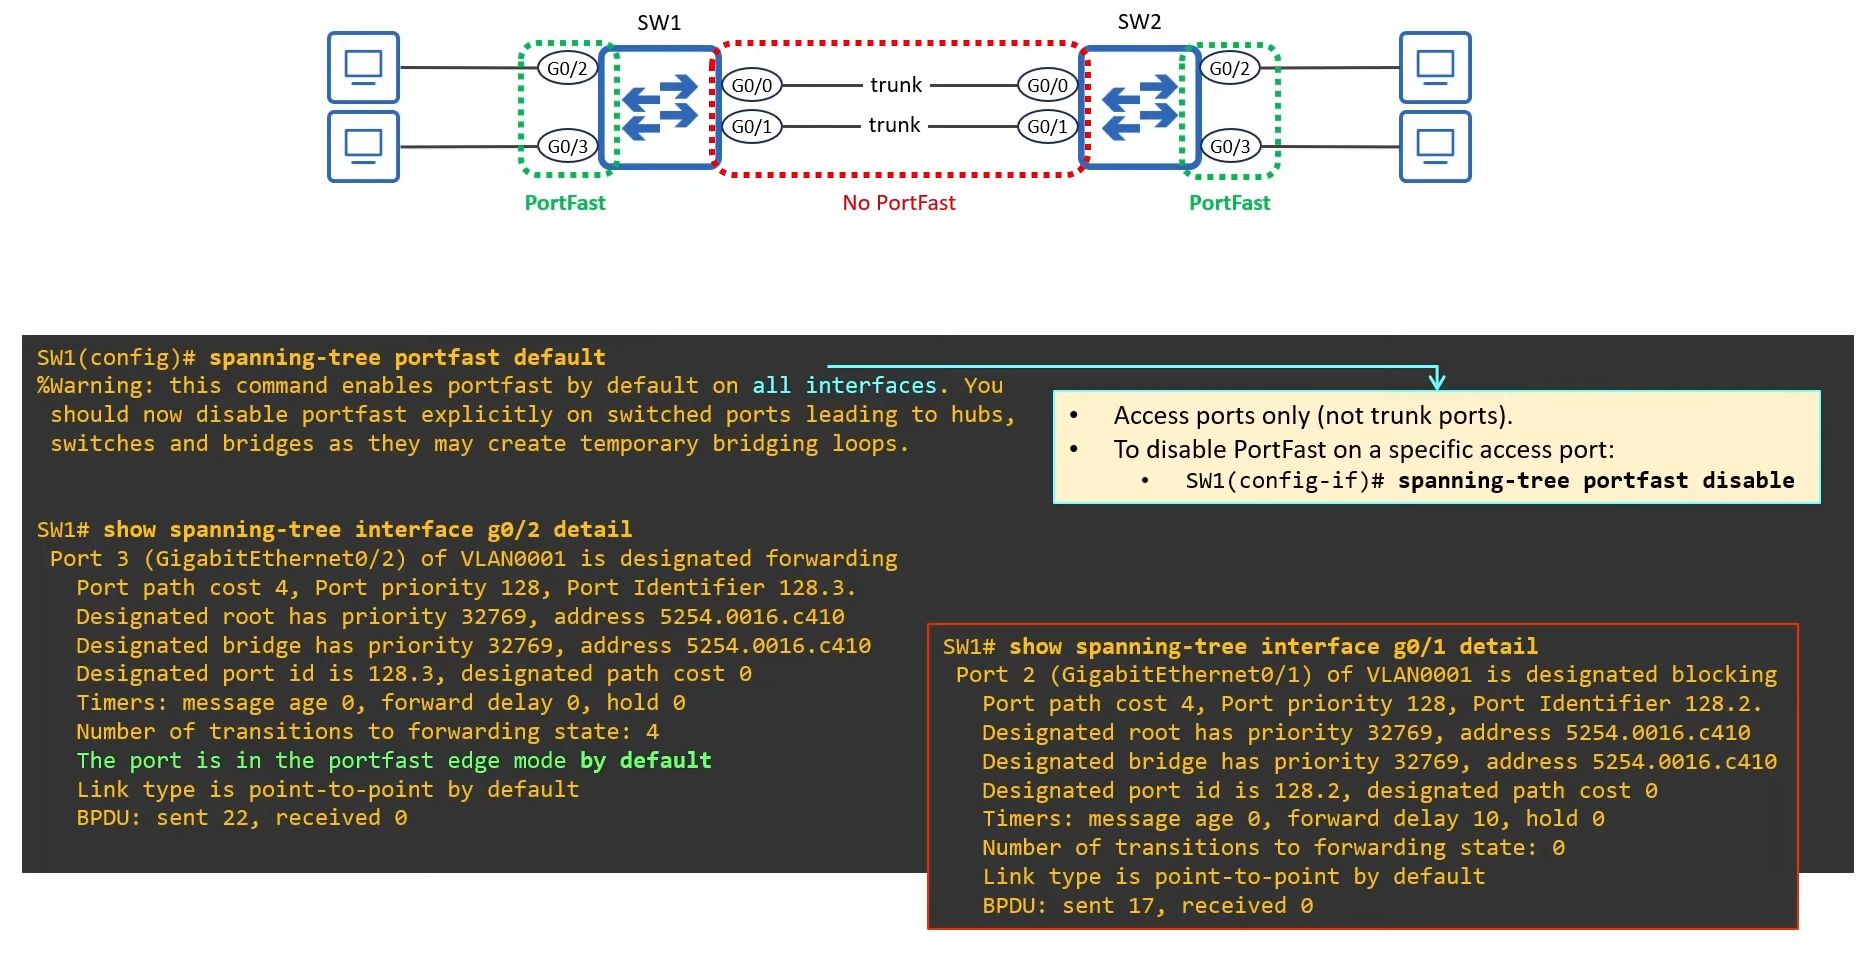 SW1
SW2
G0/2
G0/0
trunk
G0/0
G0/2
G0/1
trunk
G0/1
G0/3
G0/3
PortFast
No PortFast
PortFast
SW1(config)# spanning-tree portfast default
%Warning: this command enables portfast by default on all interfaces. You
should now disable portfast explicitly on switched ports leading to hubs,
switches and bridges as they may create temporary bridging loops.
• Access ports only (not trunk ports).
• To disable PortFast on a specific access port:
• SW1(config-if)# spanning-tree portfast disable
SW1# show spanning-tree interface g0/2 detail
Port 3 (GigabitEthernet0/2) of VLAN0001 is designated forwarding
Port path cost 4, Port priority 128, Port Identifier 128.3.
Designated root has priority 32769, address 5254.0016.c410
Designated bridge has priority 32769, address 5254.0016.c410
Designated port id is 128.3, designated path cost 0
Timers: message age 0, forward delay 0, hold 0
Number of transitions to forwarding state: 4
The port is in the portfast edge mode by default
Link type is point-to-point by default
BPDU: sent 22, received 0
SW1# show spanning-tree interface g0/1 detail
Port 2 (GigabitEthernet0/1) of VLAN0001 is designated blocking
Port path cost 4, Port priority 128, Port Identifier 128.2.
Designated root has priority 32769, address 5254.0016.c410
Designated bridge has priority 32769, address 5254.0016.c410
Designated port id is 128.2, designated path cost 0
Timers: message age 0, forward delay 10, hold 0
Number of transitions to forwarding state: 0
Link type is point-to-point by default
BPDU: sent 17, received 0